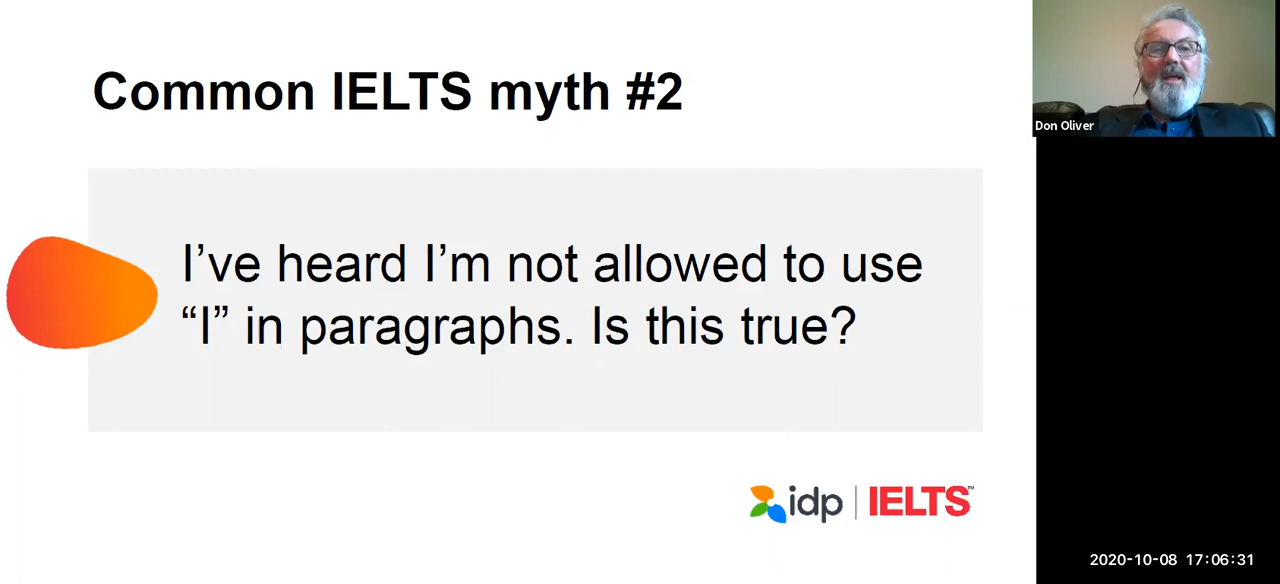 Common IELTS myth #2
Don Oliver
I’ve heard I’m not allowed to use
“I” in paragraphs. Is this true?
idp | IELTS™
2020-10-08 17:06:31